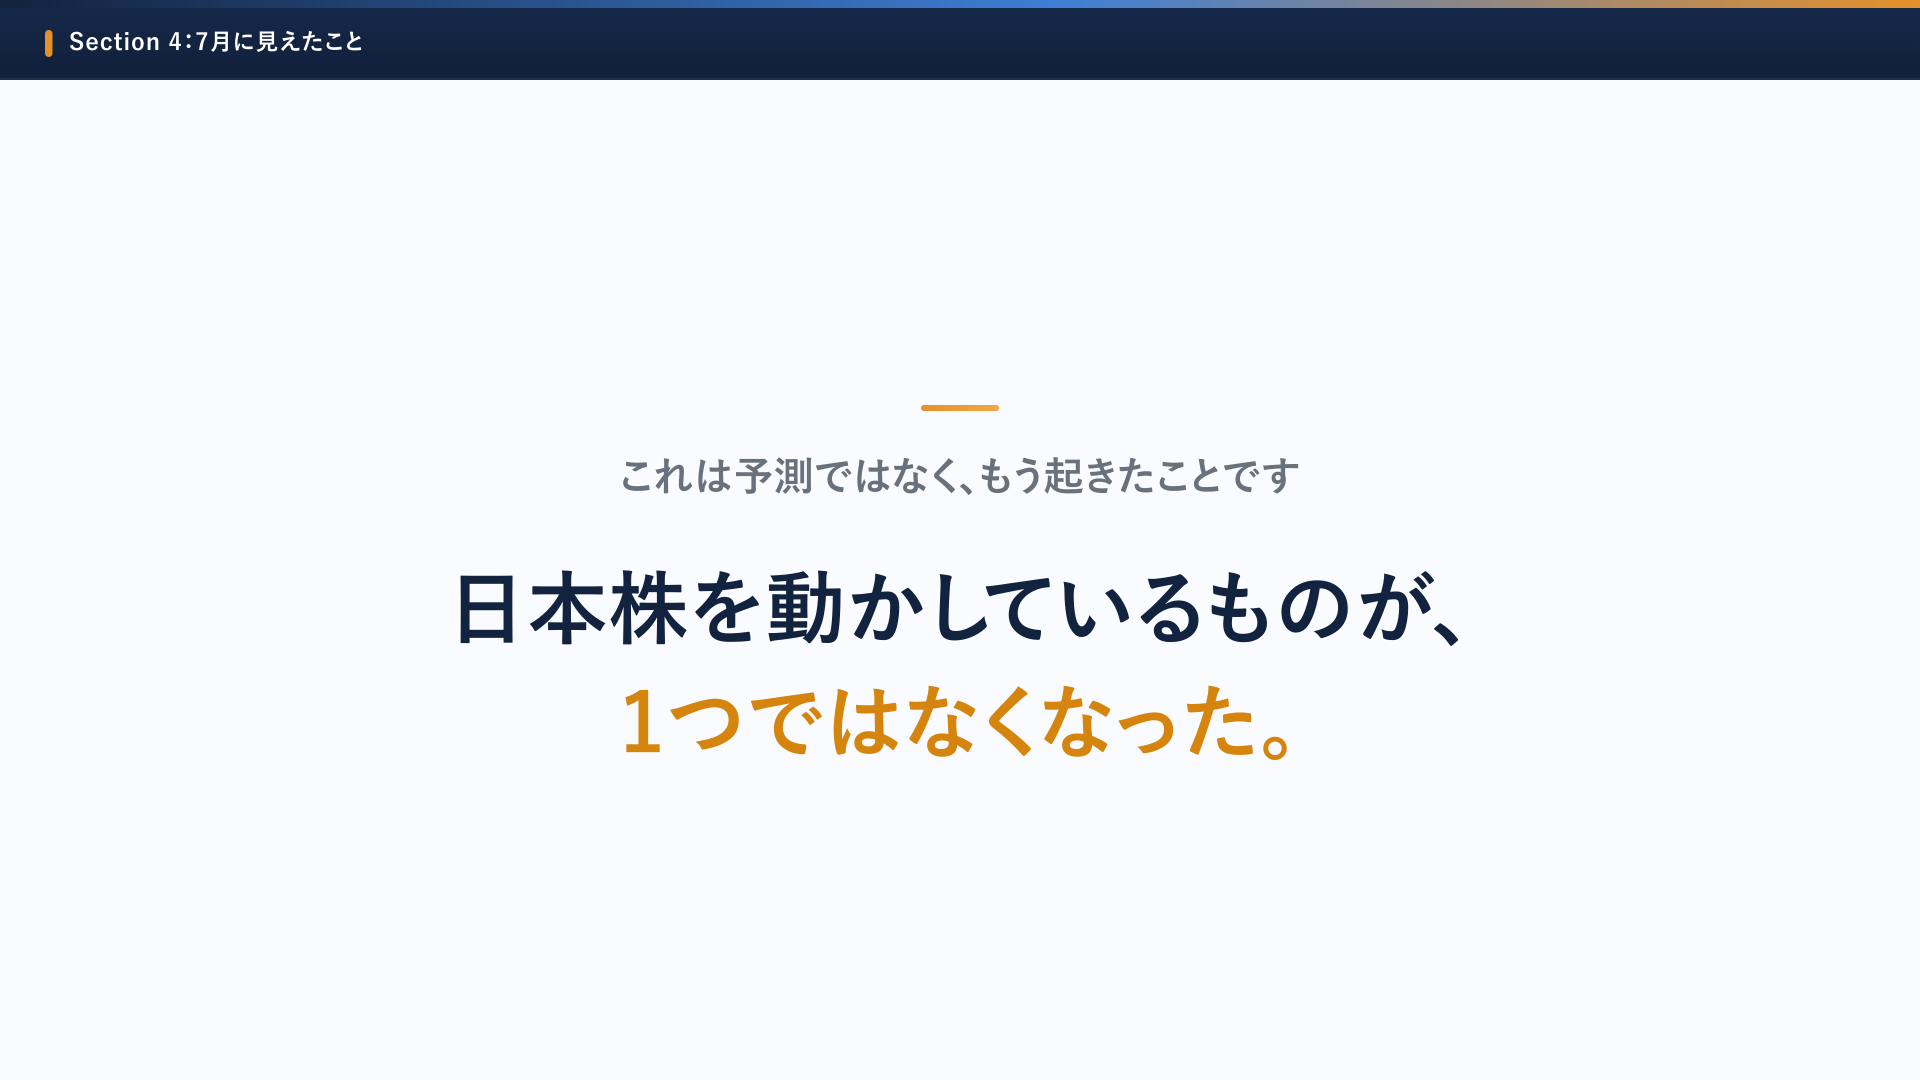 Section 4：7月に見えたこと
これは予測ではなく、もう起きたことです
日本株を動かしているものが、
1つではなくなった。